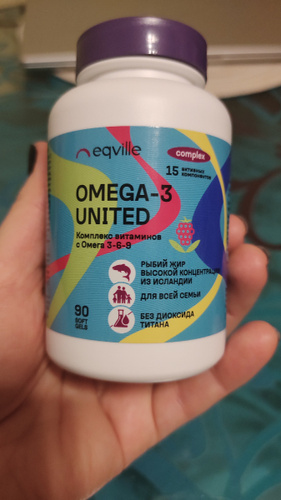 eqville
complex
15 активных
компонентов
OMEGA-3
UNITED
Комплекс витаминов
с Омега 3-6-9
РЫБИЙ ЖИР
ВЫСОКОЙ КОНЦЕНТРАЦИИ
ИЗ ИСЛАНДИИ
ДЛЯ ВСЕЙ СЕМЬИ
БЕЗ ДИОКСИДА
ТИТАНА
90
SOFT
GELS